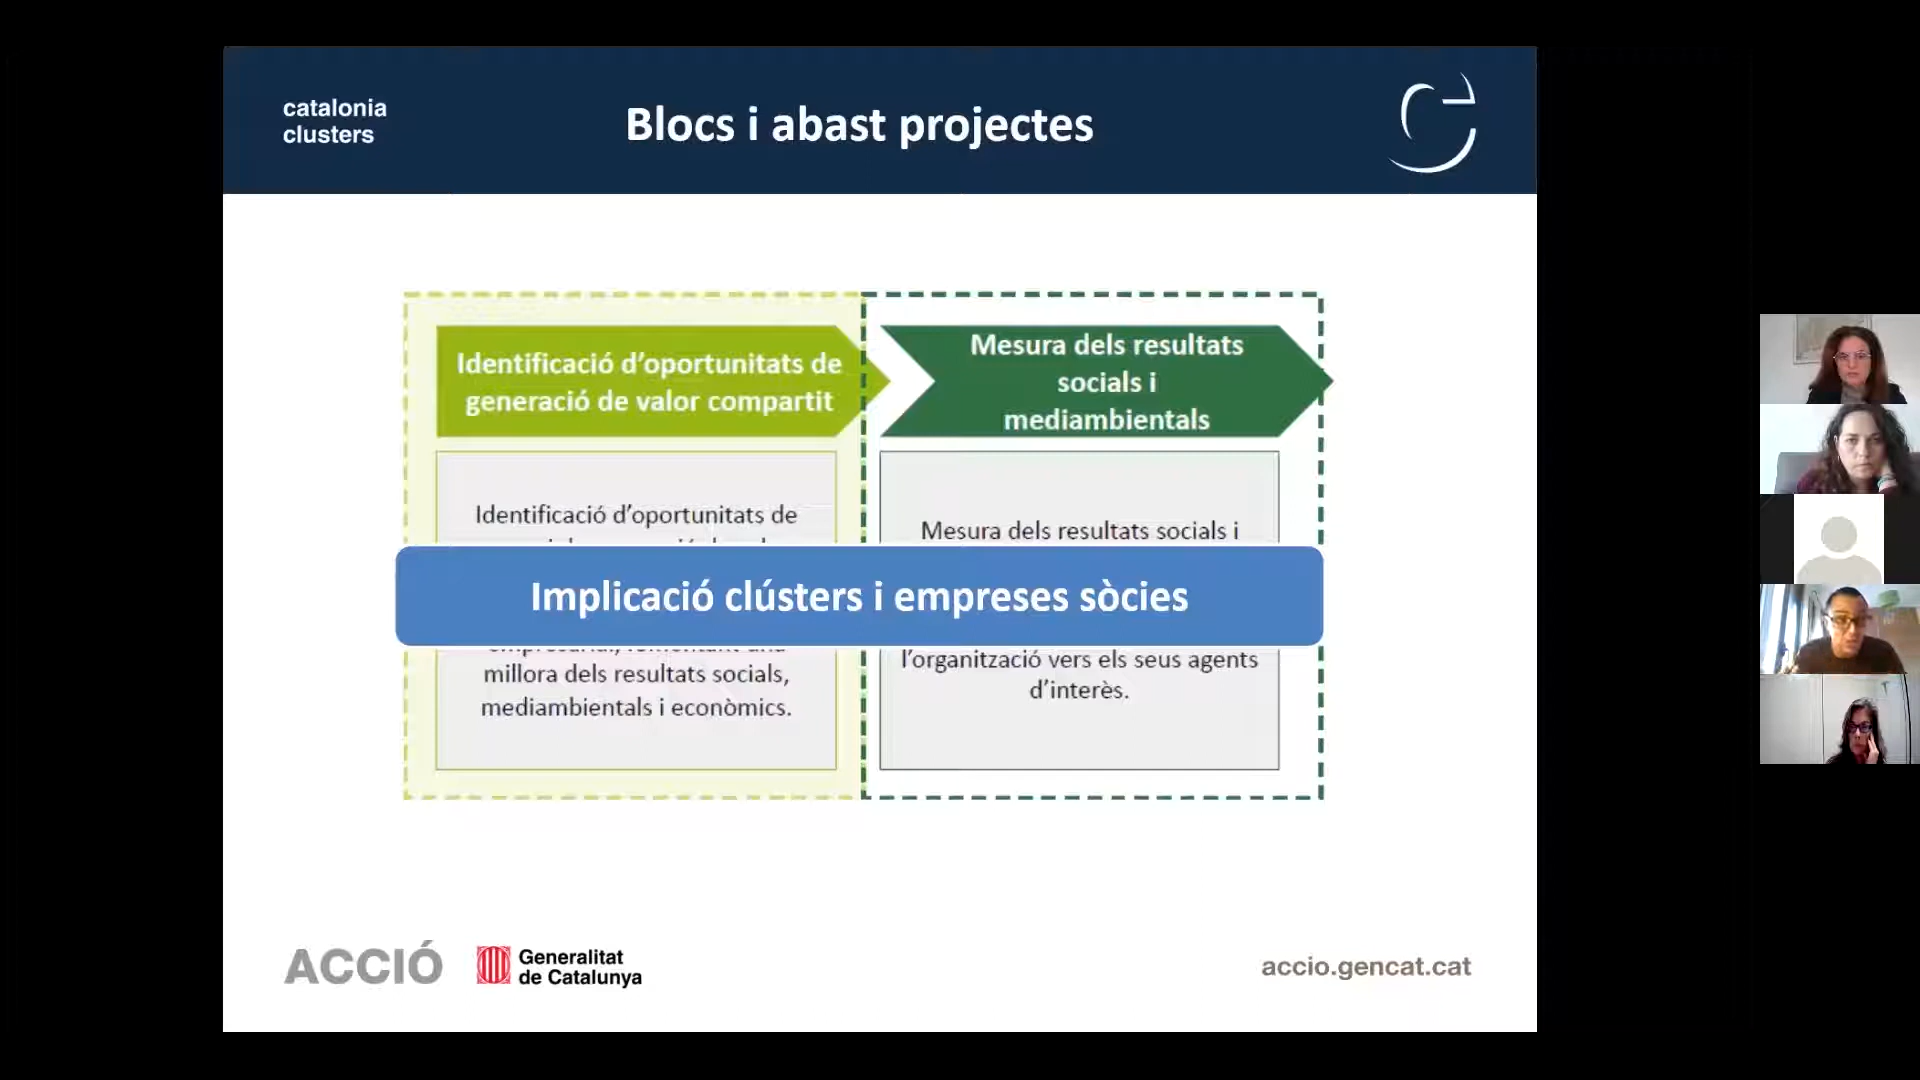 catalonia
clusters
Blocs i abast projectes
Identificació d'oportunitats de
generació de valor compartit
Mesura dels resultats
socials i
mediambientals
Identificació d'oportunitats de
Mesura dels resultats socials i
Implicació clústers i empreses sòcies
millora dels resultats socials,
mediambientals i econòmics.
l'organització vers els seus agents
d'interès.
ACCIÓ
Generalitat
de Catalunya
accio.gencat.cat